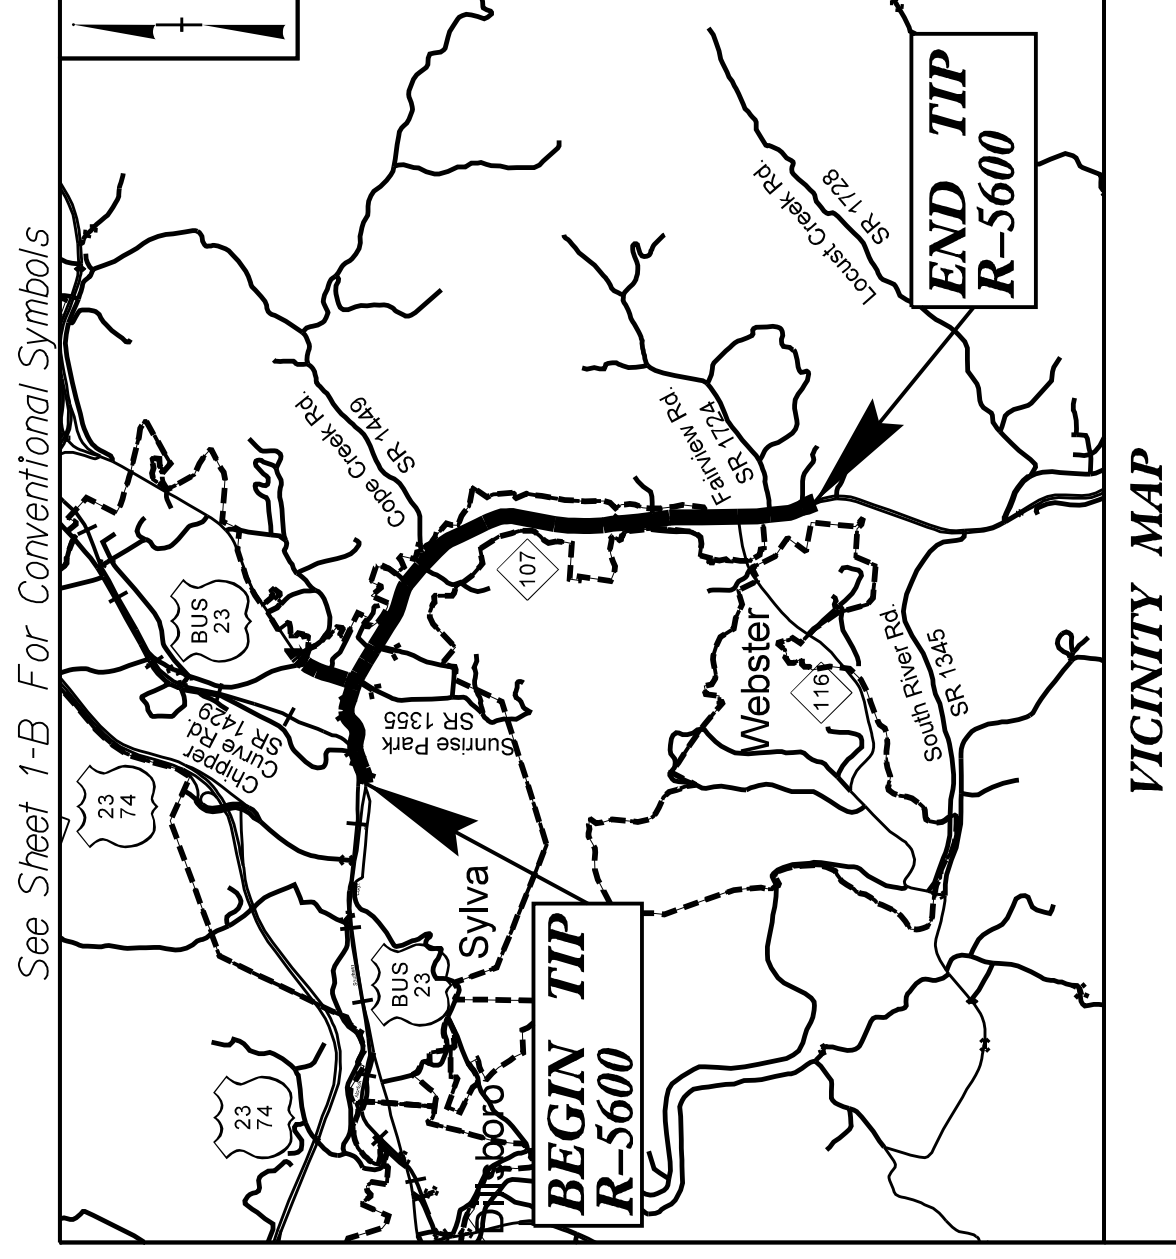 See Sheet 1-B For Conventional Symbols
BUS
23
23
74
23
74
BUS
23
Chipper
Curve Rd.
SR 1429
Cope Creek Rd.
SR 1449
Sunrise Park
SR 1355
107
Fairview Rd.
SR 1724
Locust Creek Rd.
SR 1728
Webster
116
South River Rd.
SR 1345
Sylva
Dillsboro
BEGIN TIP
R–5600
END TIP
R–5600
VICINITY MAP